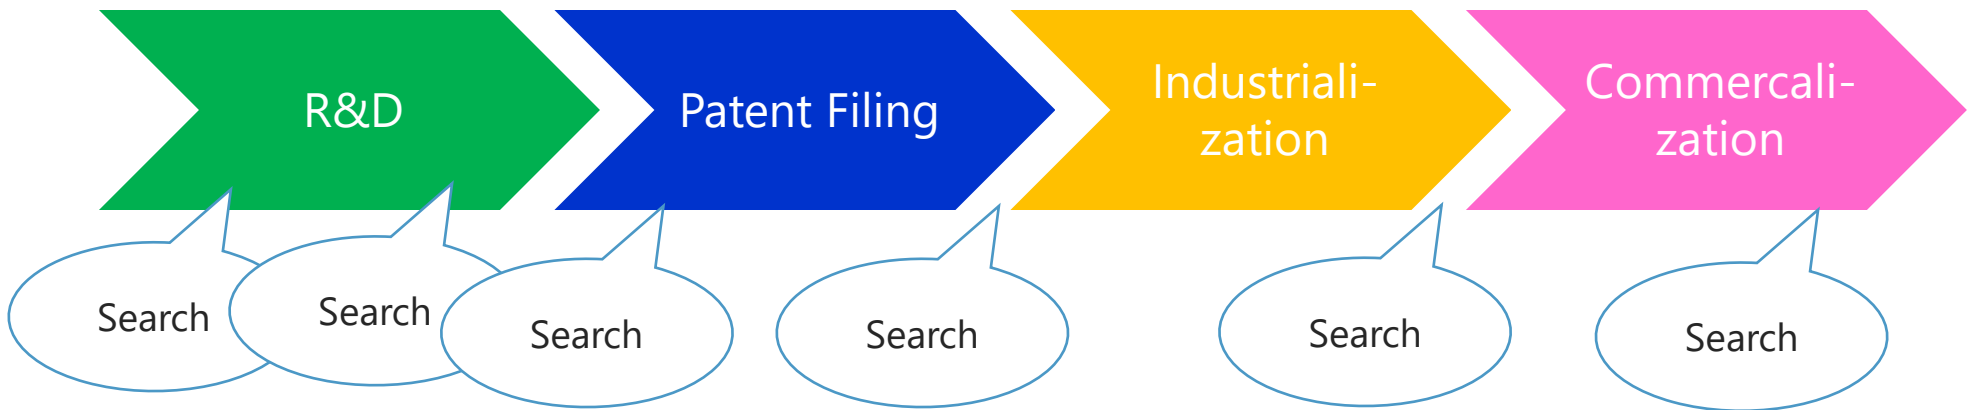 R&D
Patent Filing
Industriali-
zation
Commercali-
zation
Search
Search
Search
Search
Search
Search